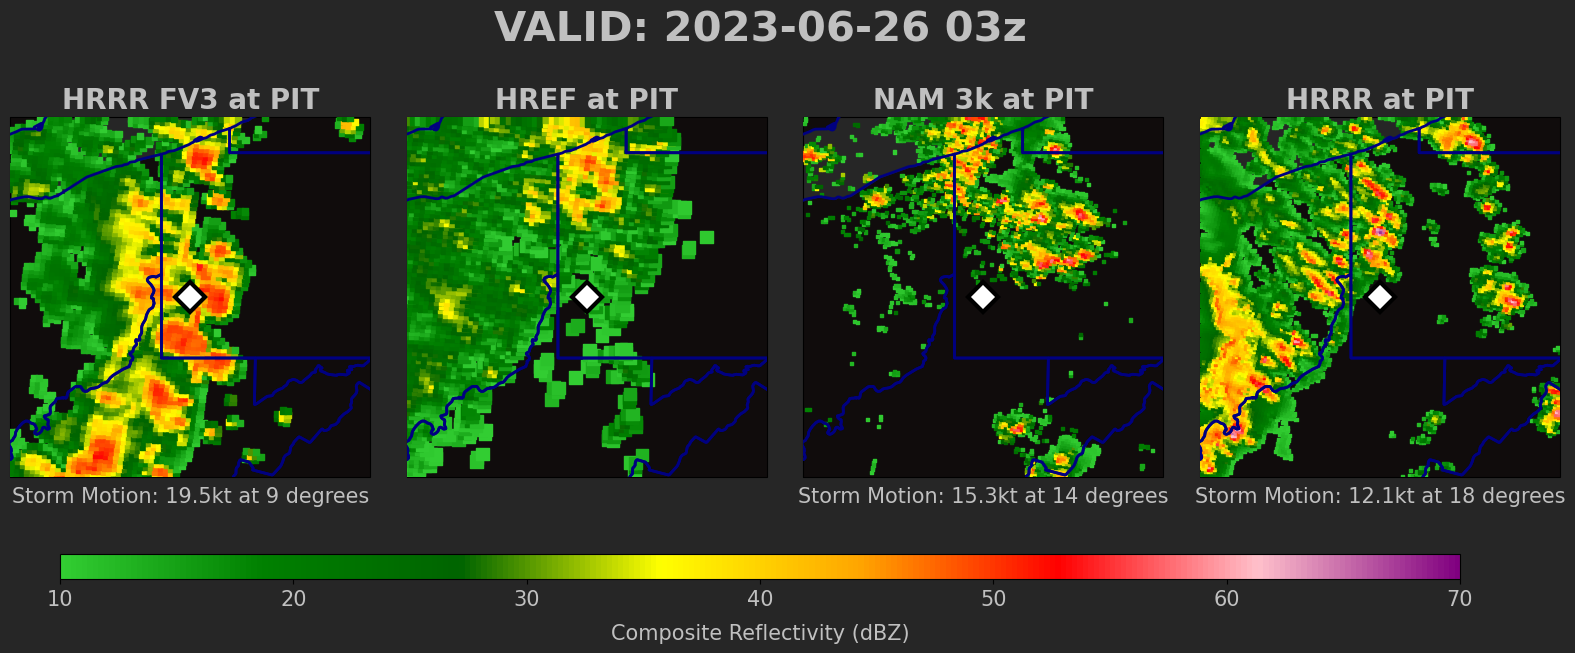 VALID: 2023-06-26 03z
HRRR FV3 at PIT
HREF at PIT
NAM 3k at PIT
HRRR at PIT
Storm Motion: 19.5kt at 9 degrees
Storm Motion: 15.3kt at 14 degrees
Storm Motion: 12.1kt at 18 degrees
10 20 30 40 50 60 70
Composite Reflectivity (dBZ)